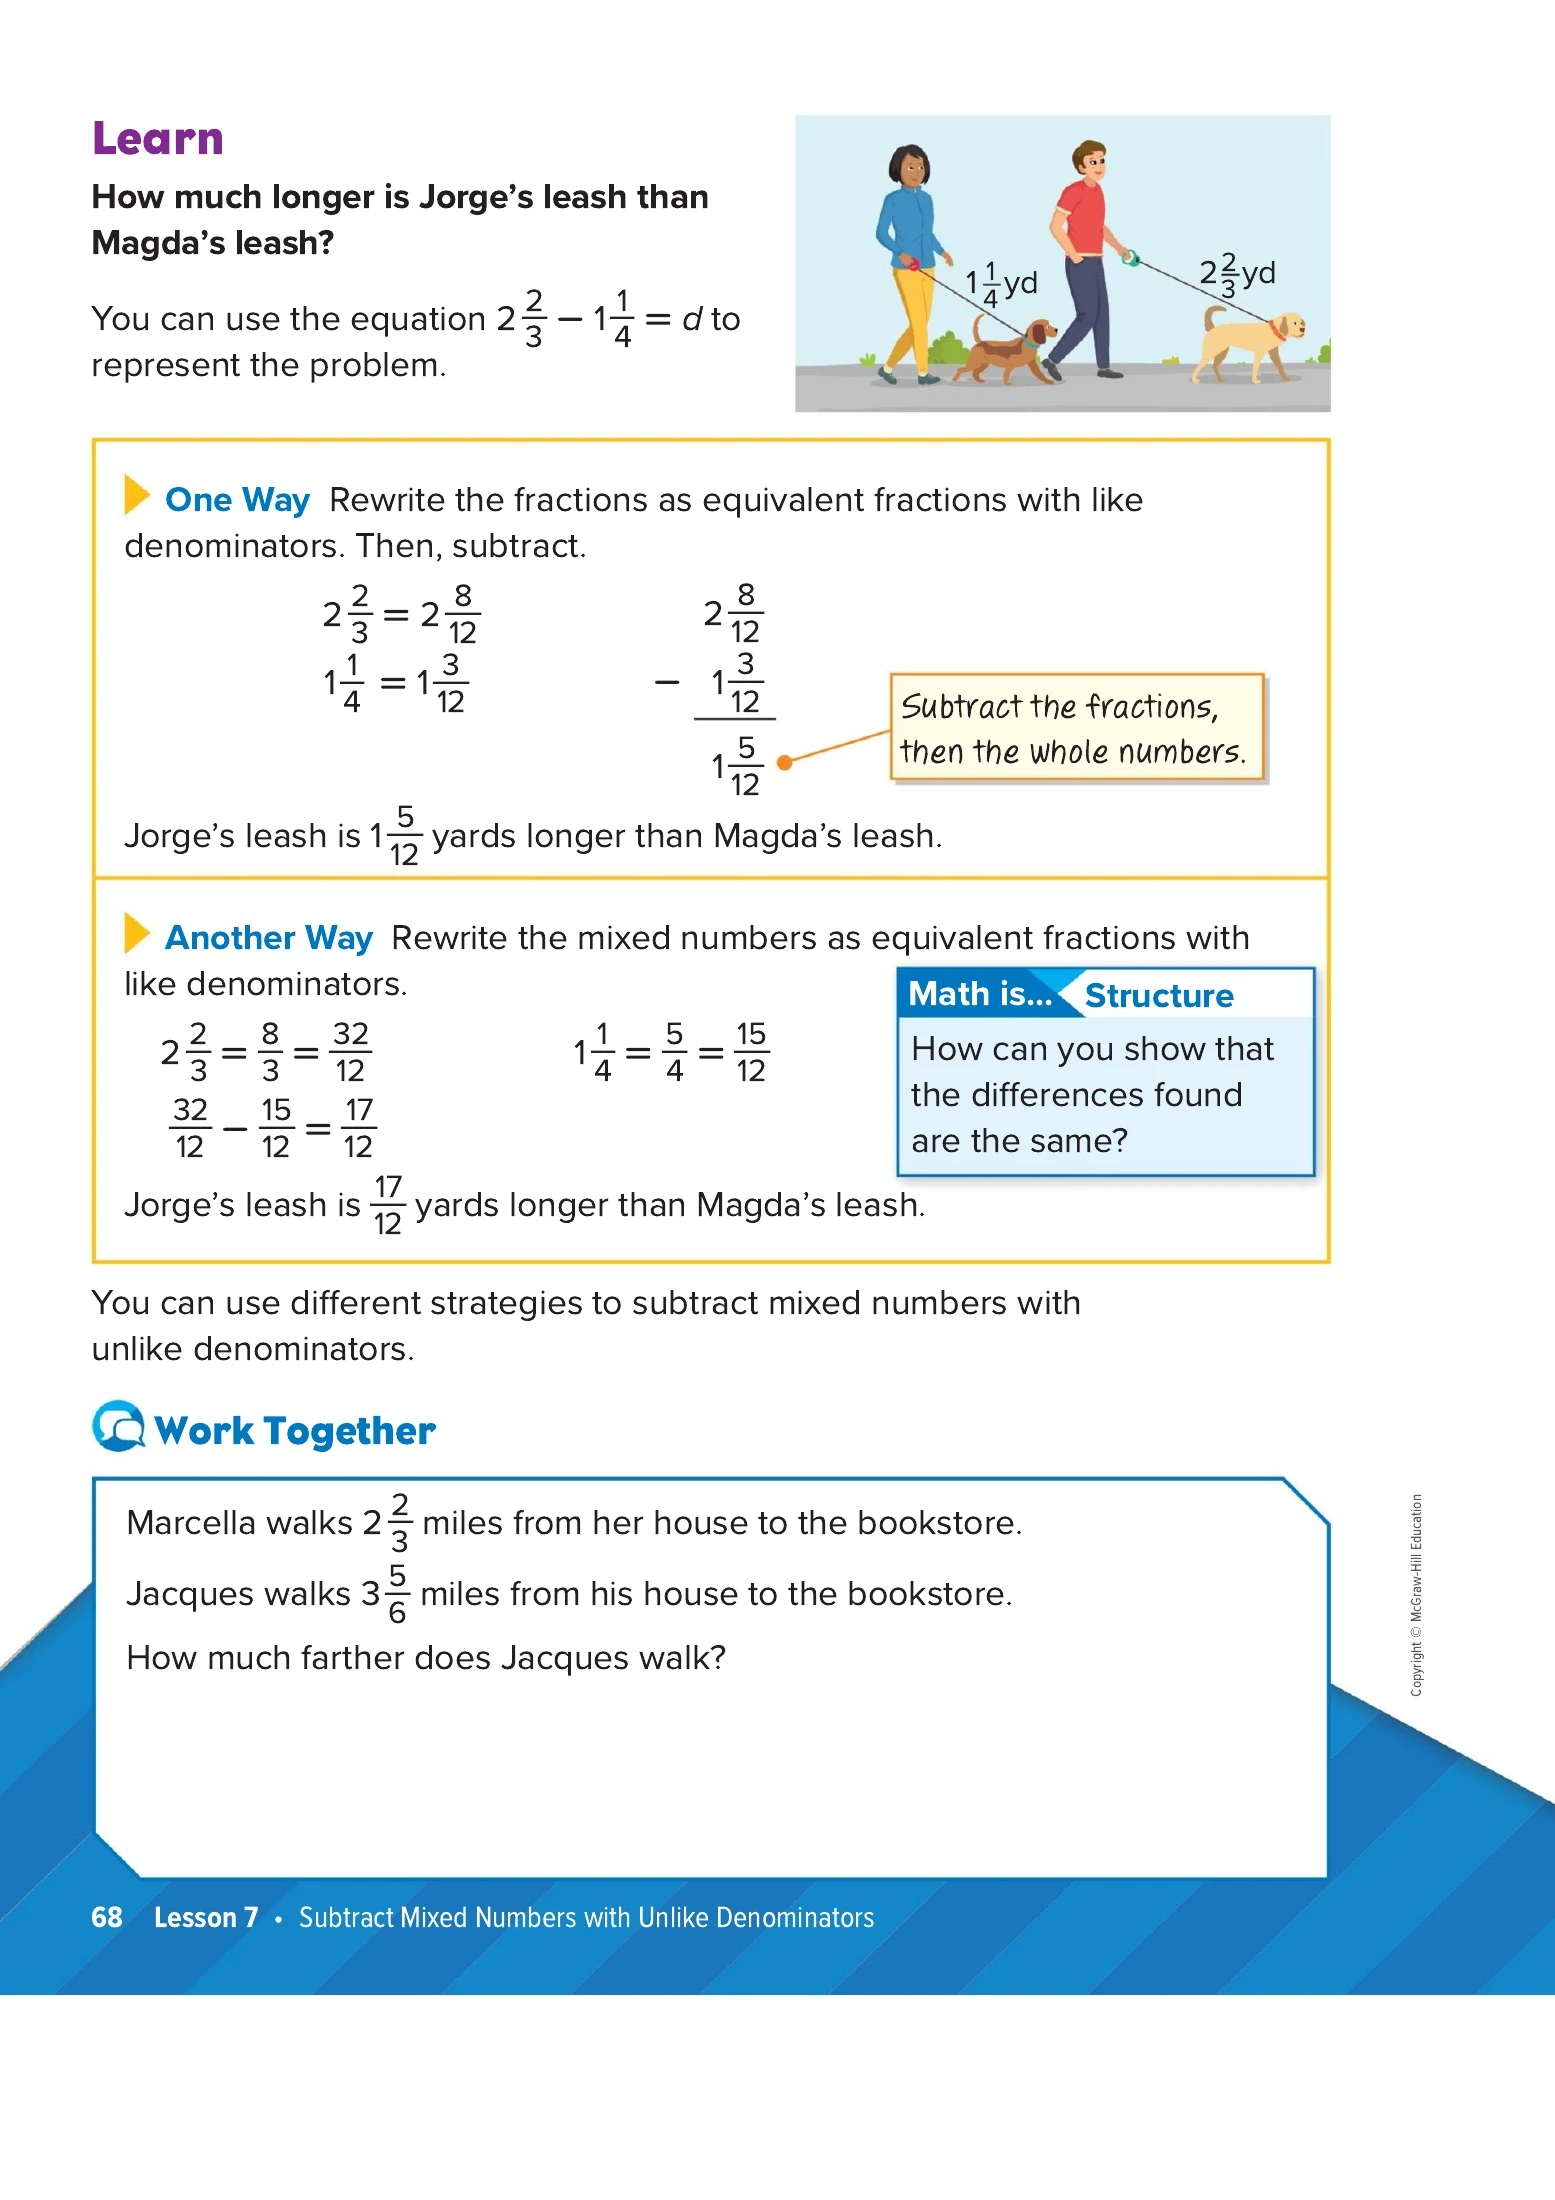 Learn
How much longer is Jorge's leash than
Magda's leash?
You can use the equation 2 2/3 − 1 1/4 = d to
represent the problem.
1 1/4 yd
2 2/3 yd
One Way Rewrite the fractions as equivalent fractions with like
denominators. Then, subtract.
2 2/3 = 2 8/12
1 1/4 = 1 3/12
2 8/12
− 1 3/12
1 5/12
Subtract the fractions,
then the whole numbers.
Jorge's leash is 1 5/12 yards longer than Magda's leash.
Another Way Rewrite the mixed numbers as equivalent fractions with
like denominators.
2 2/3 = 8/3 = 32/12
1 1/4 = 5/4 = 15/12
32/12 − 15/12 = 17/12
Math is... Structure
How can you show that
the differences found
are the same?
Jorge's leash is 17/12 yards longer than Magda's leash.
You can use different strategies to subtract mixed numbers with
unlike denominators.
Work Together
Marcella walks 2 2/3 miles from her house to the bookstore.
Jacques walks 3 5/6 miles from his house to the bookstore.
How much farther does Jacques walk?
Copyright © McGraw-Hill Education
68 Lesson 7 • Subtract Mixed Numbers with Unlike Denominators